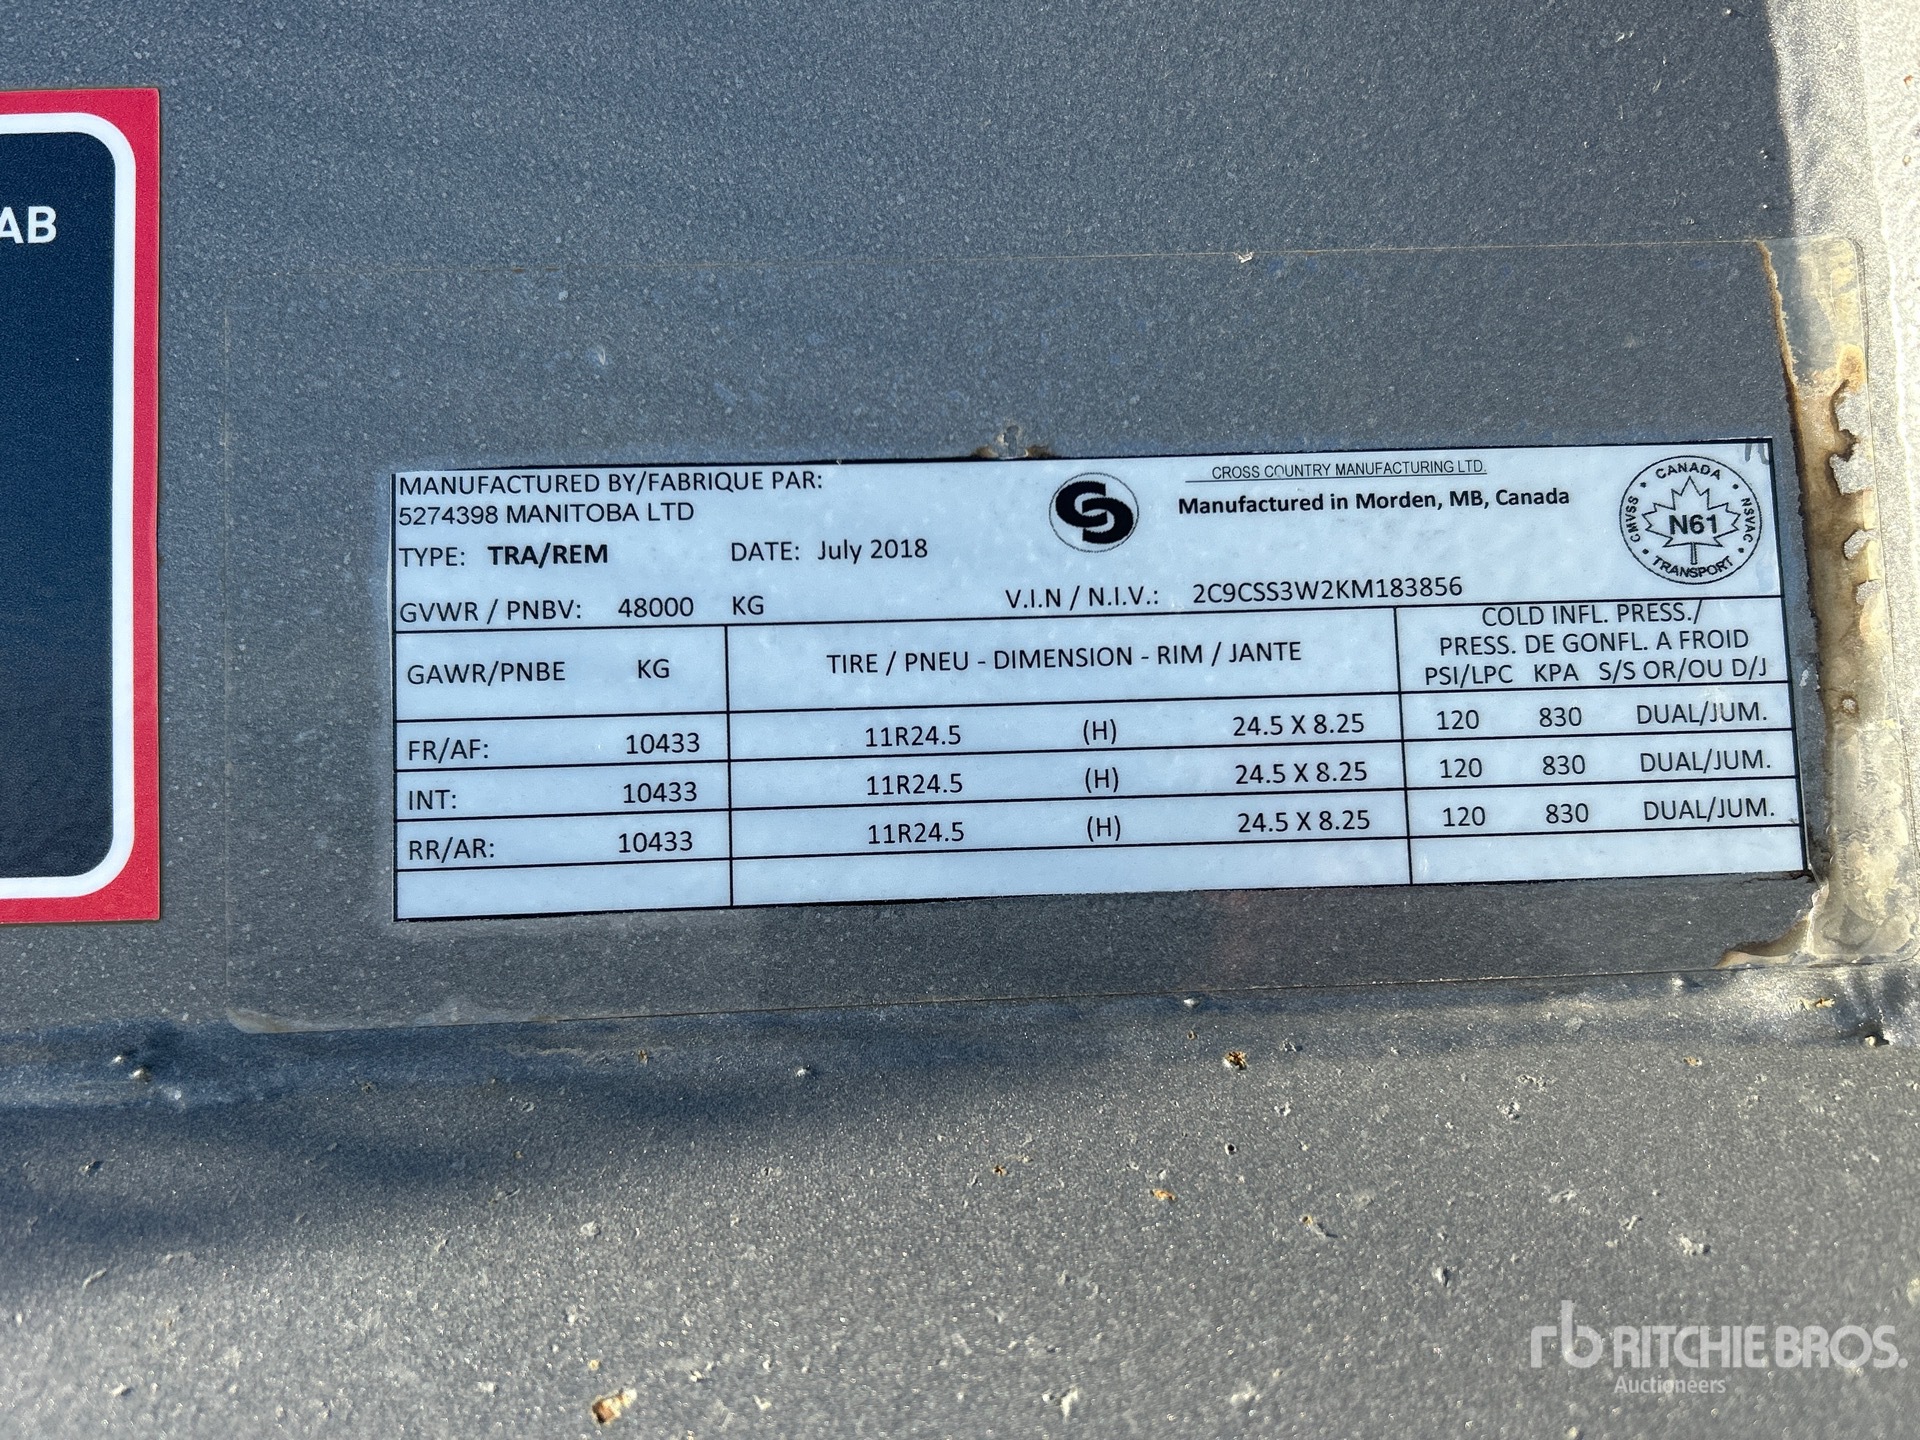 AB
MANUFACTURED BY/FABRIQUE PAR:
5274398 MANITOBA LTD
CROSS COUNTRY MANUFACTURING LTD.
Manufactured in Morden, MB, Canada
CANADA
CMVSS • N61 • NSVAC
TRANSPORT
TYPE: TRA/REM DATE: July 2018
GVWR / PNBV: 48000 KG V.I.N / N.I.V.: 2C9CSS3W2KM183856
GAWR/PNBE KG TIRE / PNEU - DIMENSION - RIM / JANTE
COLD INFL. PRESS./
PRESS. DE GONFL. A FROID
PSI/LPC KPA S/S OR/OU D/J
FR/AF: 10433 11R24.5 (H) 24.5 X 8.25 120 830 DUAL/JUM.
INT: 10433 11R24.5 (H) 24.5 X 8.25 120 830 DUAL/JUM.
RR/AR: 10433 11R24.5 (H) 24.5 X 8.25 120 830 DUAL/JUM.
rb RITCHIE BROS.
Auctioneers